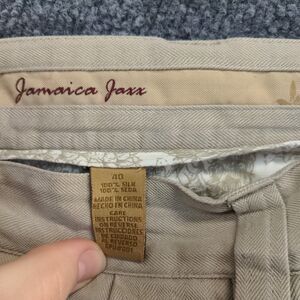 Jamaica Jaxx
40
100% SILK
100% SEDA
MADE IN CHINA
HECHO EN CHINA
CARE
INSTRUCTIONS
ON REVERSE
INSTRUCCIONES
DE CUIDADO
AL REVERSO